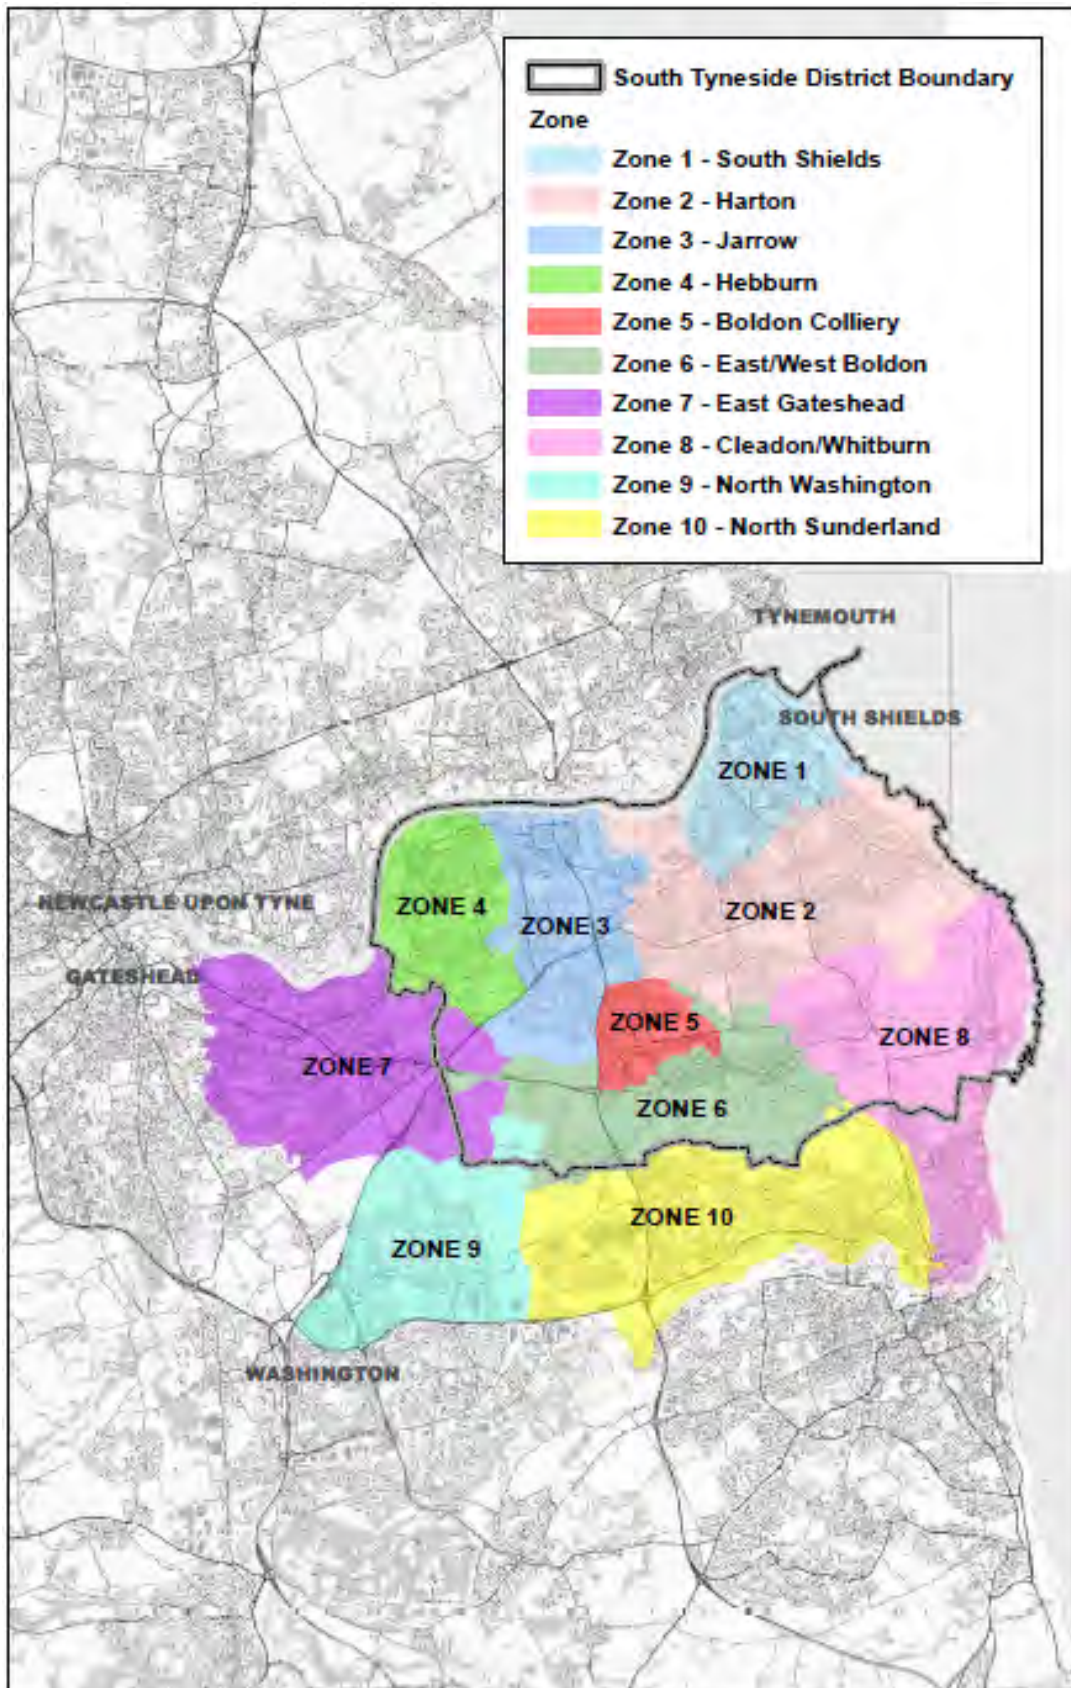 South Tyneside District Boundary
Zone
Zone 1 - South Shields
Zone 2 - Harton
Zone 3 - Jarrow
Zone 4 - Hebburn
Zone 5 - Boldon Colliery
Zone 6 - East/West Boldon
Zone 7 - East Gateshead
Zone 8 - Cleadon/Whitburn
Zone 9 - North Washington
Zone 10 - North Sunderland
TYNEMOUTH
SOUTH SHIELDS
ZONE 1
NEWCASTLE UPON TYNE
ZONE 4
ZONE 3
ZONE 2
GATESHEAD
ZONE 5
ZONE 8
ZONE 7
ZONE 6
ZONE 10
ZONE 9
WASHINGTON